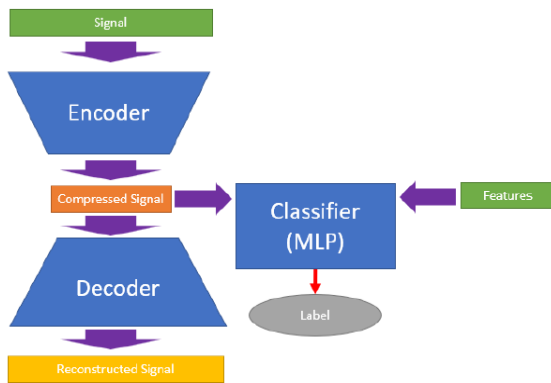 Signal
Encoder
Compressed Signal
Classifier
(MLP)
Features
Decoder
Label
Reconstructed Signal